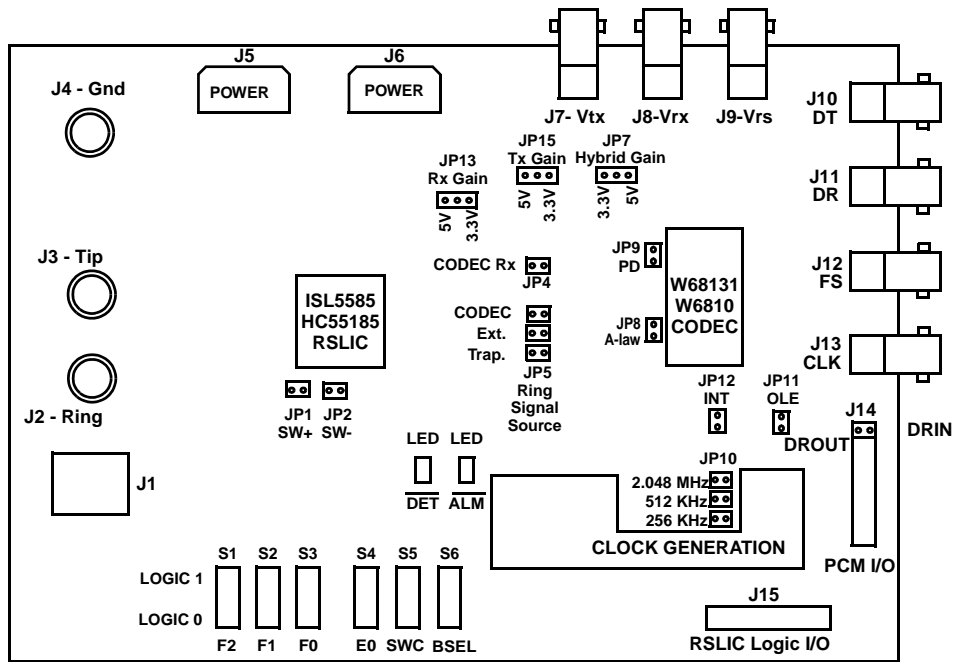 J5
J6
J4 - Gnd
POWER
POWER
J7- Vtx
J8-Vrx
J9-Vrs
J10
DT
JP15
Tx Gain
JP7
Hybrid Gain
JP13
Rx Gain
5V
3.3V
5V
3.3V
3.3V
5V
J11
DR
J3 - Tip
CODEC Rx
JP4
JP9
PD
W68131
W6810
CODEC
J12
FS
ISL5585
HC55185
RSLIC
CODEC
Ext.
Trap.
JP5
Ring
Signal
Source
JP8
A-law
J13
CLK
J2 - Ring
JP1
SW+
JP2
SW-
JP12
INT
JP11
OLE
J14
DROUT
DRIN
LED
LED
DET
ALM
J1
JP10
2.048 MHz
512 KHz
256 KHz
CLOCK GENERATION
PCM I/O
S1
S2
S3
S4
S5
S6
LOGIC 1
LOGIC 0
F2
F1
F0
E0
SWC
BSEL
J15
RSLIC Logic I/O